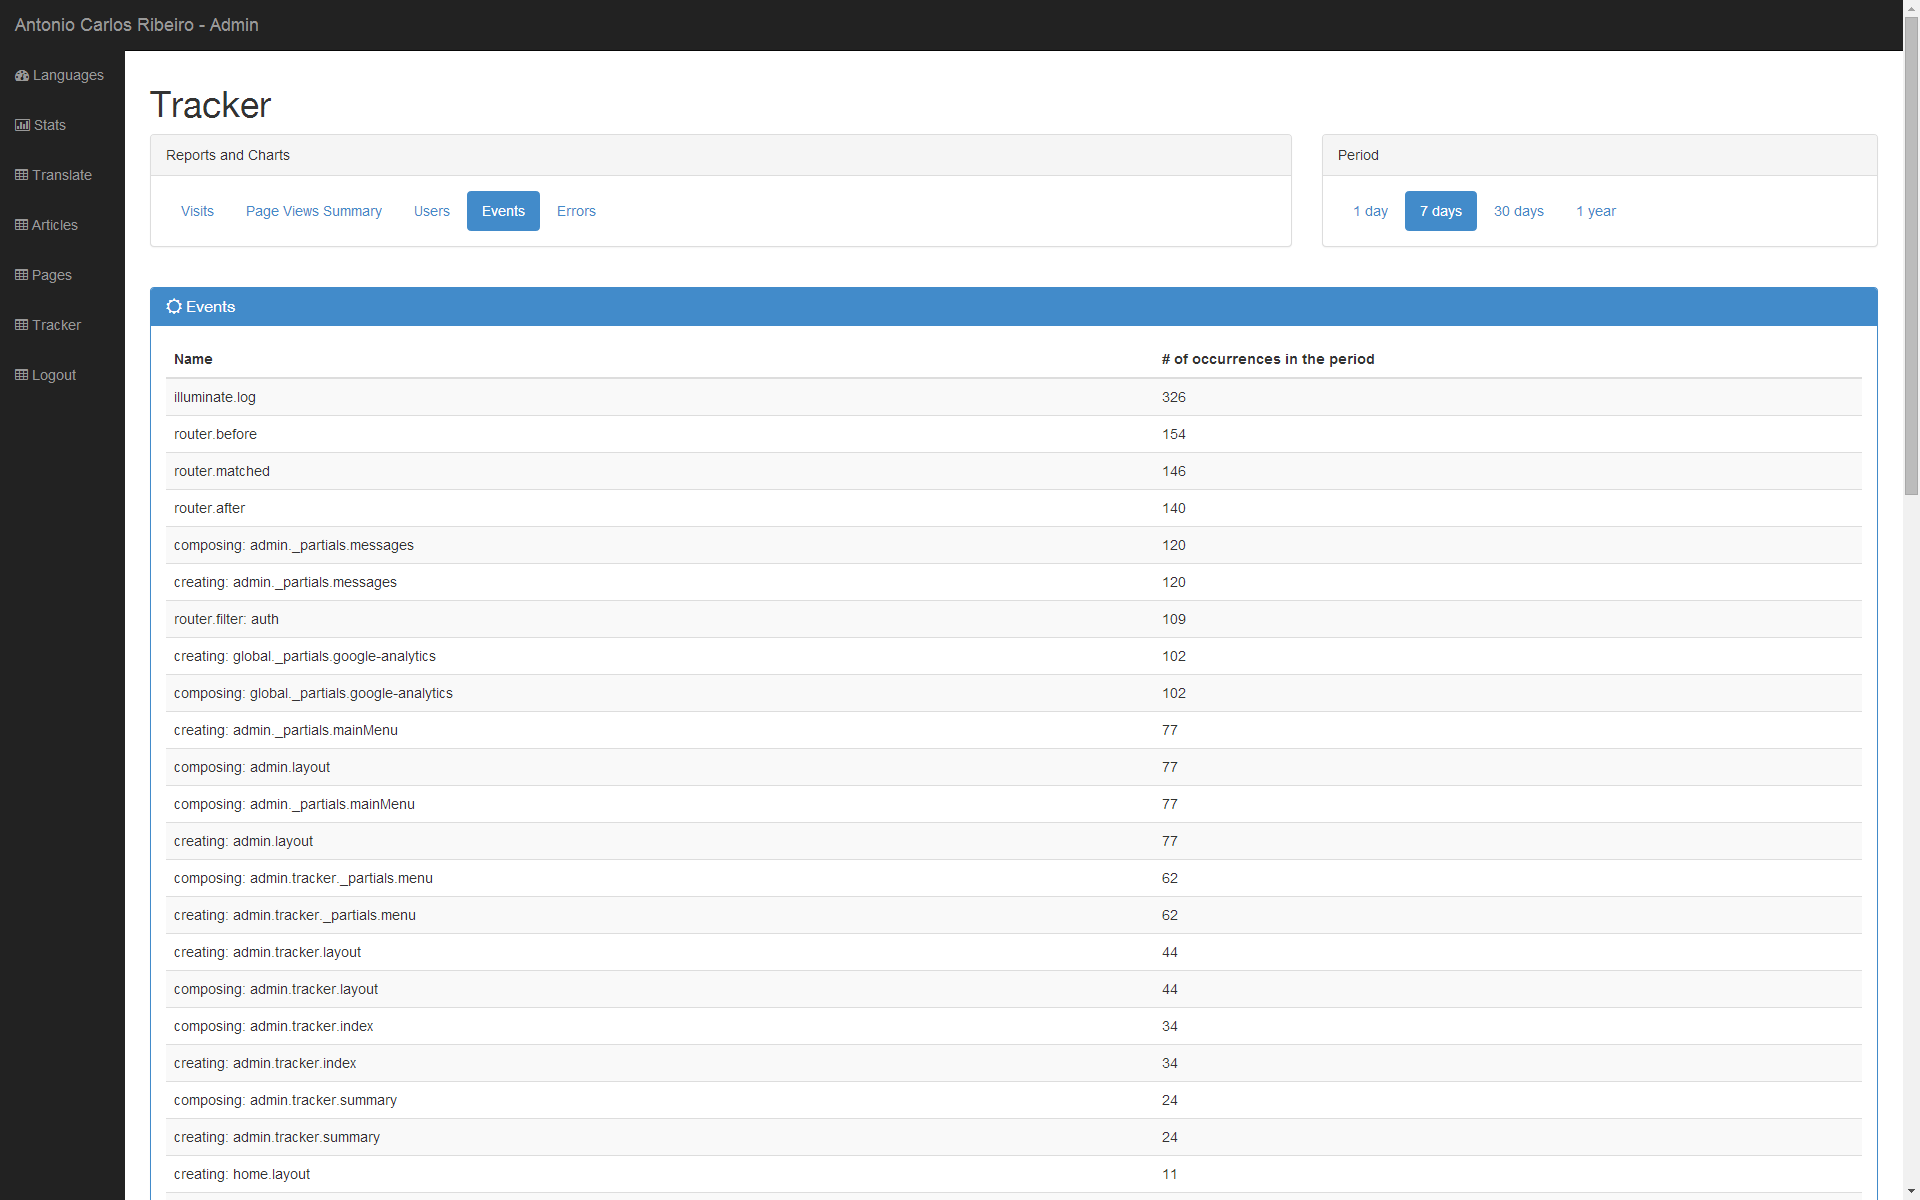 Antonio Carlos Ribeiro - Admin
Languages
Stats
Translate
Articles
Pages
Tracker
Logout
Tracker
Reports and Charts
Visits Page Views Summary Users Events Errors
Period
1 day 7 days 30 days 1 year
Events
Name # of occurrences in the period
illuminate.log 326
router.before 154
router.matched 146
router.after 140
composing: admin._partials.messages 120
creating: admin._partials.messages 120
router.filter: auth 109
creating: global._partials.google-analytics 102
composing: global._partials.google-analytics 102
creating: admin._partials.mainMenu 77
composing: admin.layout 77
composing: admin._partials.mainMenu 77
creating: admin.layout 77
composing: admin.tracker._partials.menu 62
creating: admin.tracker._partials.menu 62
creating: admin.tracker.layout 44
composing: admin.tracker.layout 44
composing: admin.tracker.index 34
creating: admin.tracker.index 34
composing: admin.tracker.summary 24
creating: admin.tracker.summary 24
creating: home.layout 11